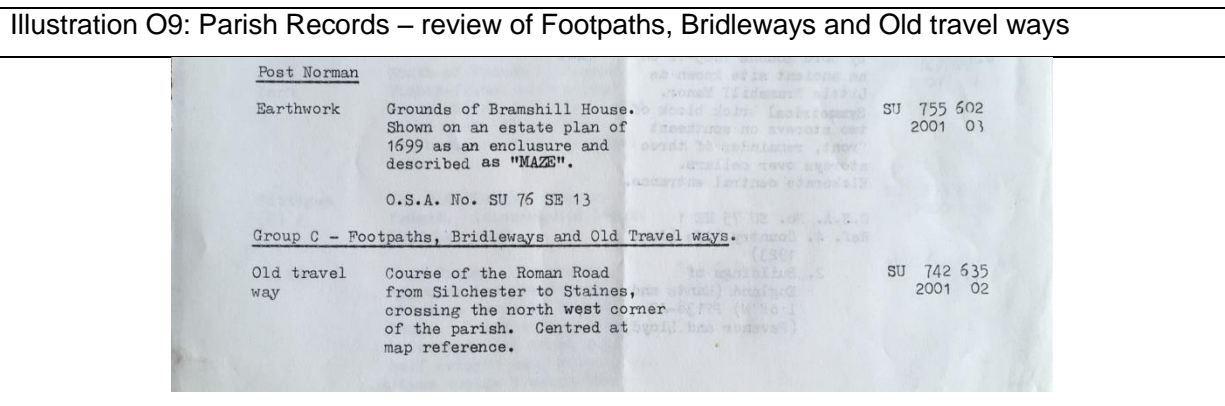 Illustration O9: Parish Records – review of Footpaths, Bridleways and Old travel ways
Post Norman
Earthwork Grounds of Bramshill House. SU 755 602
Shown on an estate plan of 2001 03
1699 as an enclusure and
described as "MAZE".
O.S.A. No. SU 76 SE 13
Group C - Footpaths, Bridleways and Old Travel ways.
Old travel Course of the Roman Road SU 742 635
way from Silchester to Staines, 2001 02
crossing the north west corner
of the parish. Centred at
map reference.